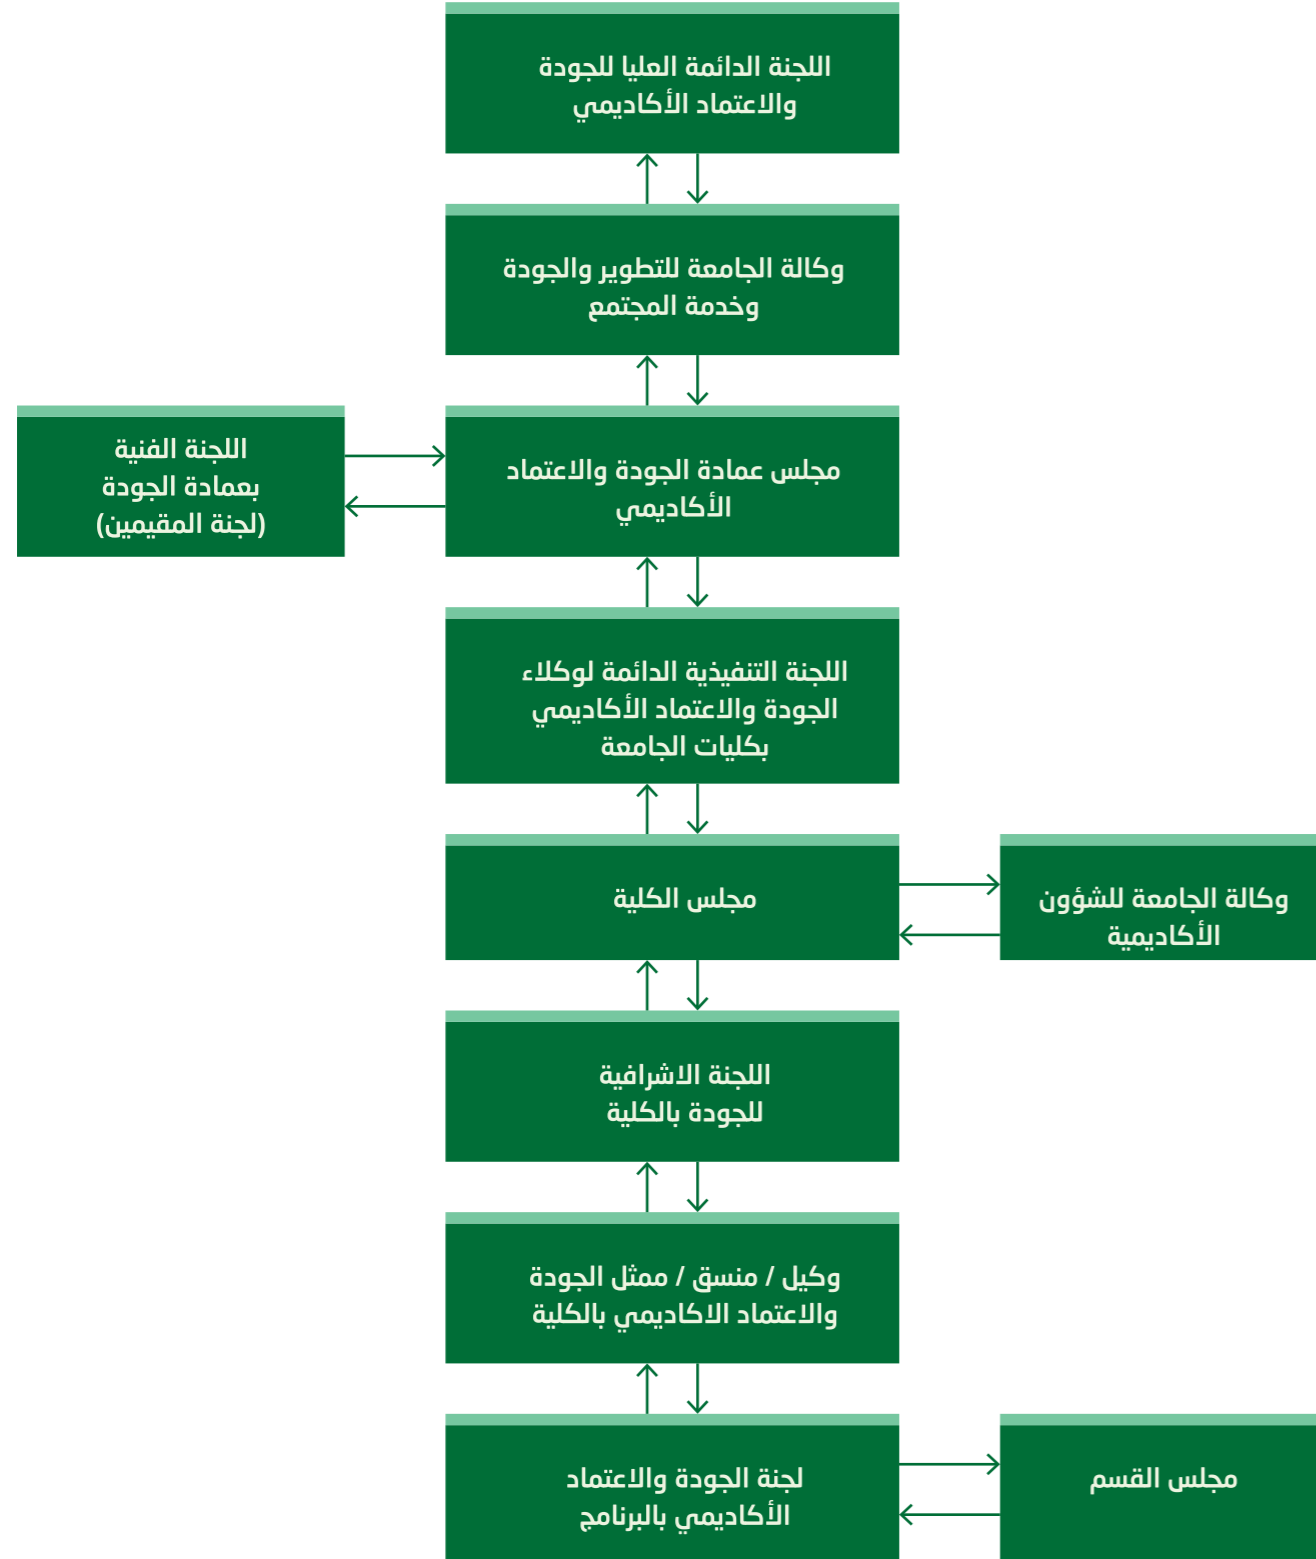 اللجنة الدائمة العليا للجودة
والاعتماد الأكاديمي
وكالة الجامعة للتطوير والجودة
وخدمة المجتمع
مجلس عمادة الجودة والاعتماد
الأكاديمي
اللجنة الفنية
بعمادة الجودة
(لجنة المقيمين)
اللجنة التنفيذية الدائمة لوكلاء
الجودة والاعتماد الأكاديمي
بكليات الجامعة
وكالة الجامعة للشؤون
الأكاديمية
مجلس الكلية
اللجنة الاشرافية
للجودة بالكلية
وكيل / منسق / ممثل الجودة
والاعتماد الاكاديمي بالكلية
مجلس القسم
لجنة الجودة والاعتماد
الأكاديمي بالبرنامج